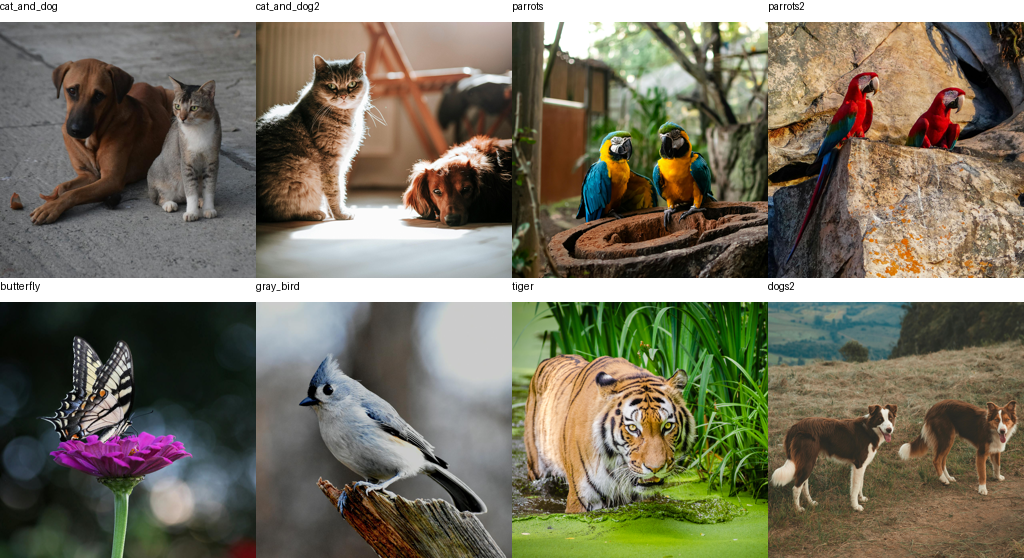 cat_and_dog
cat_and_dog2
parrots
parrots2
butterfly
gray_bird
tiger
dogs2